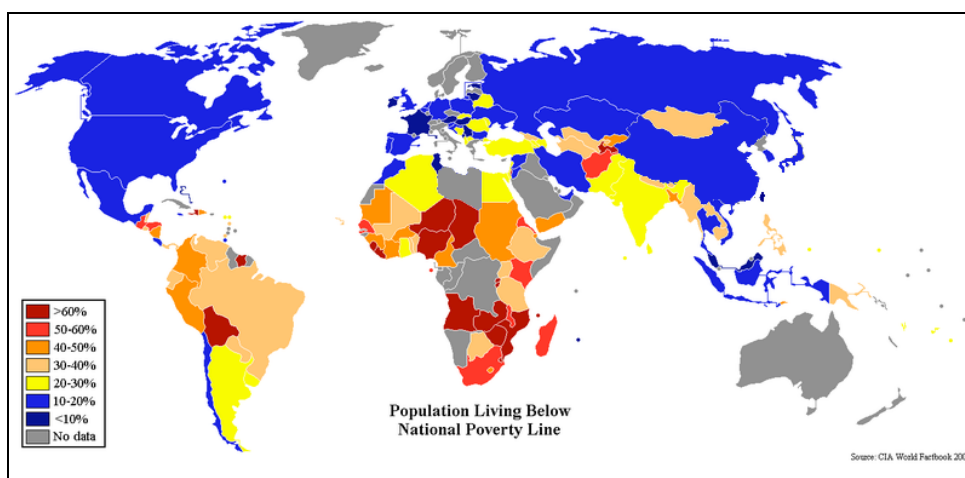 >60%
50-60%
40-50%
30-40%
20-30%
10-20%
<10%
No data
Population Living Below
National Poverty Line
Source: CIA World Factbook 200